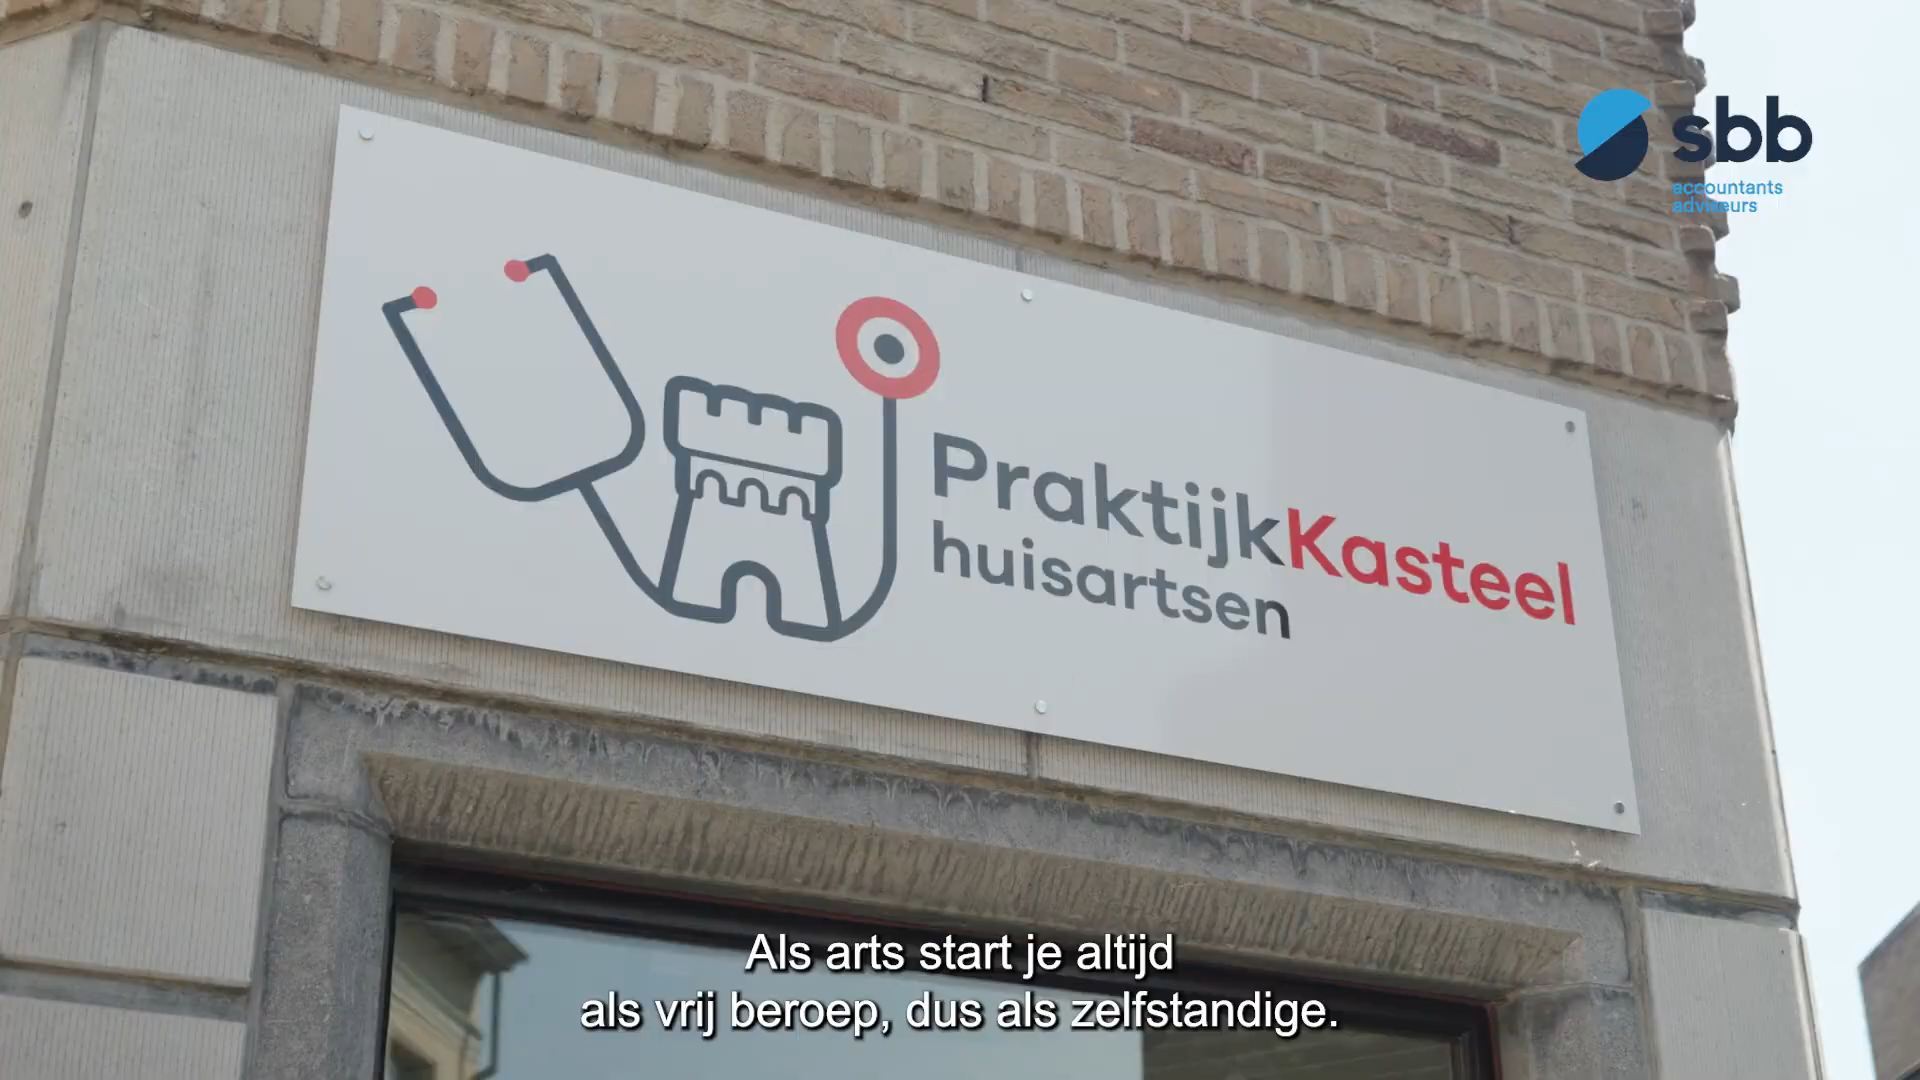 sbb
accountants
adviseurs
PraktijkKasteel
huisartsen
Als arts start je altijd
als vrij beroep, dus als zelfstandige.